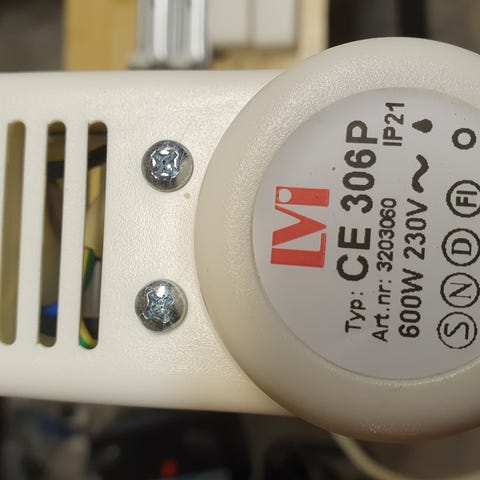 LVI
Typ: CE 306P
Art.nr: 3203060 IP21
600W 230V ~
S N D FI